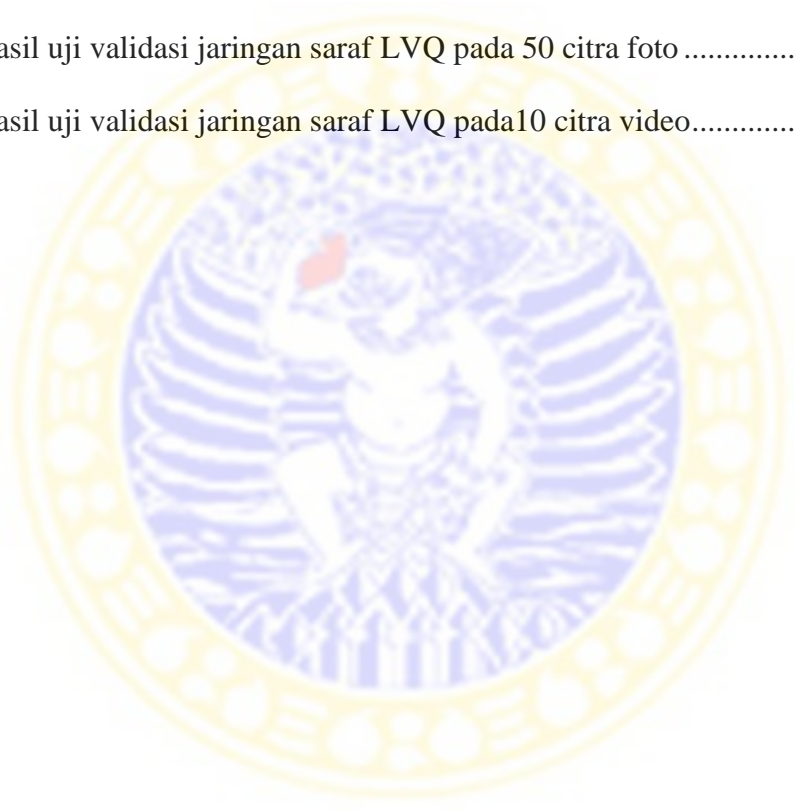 asil uji validasi jaringan saraf LVQ pada 50 citra foto ..............
asil uji validasi jaringan saraf LVQ pada10 citra video.............